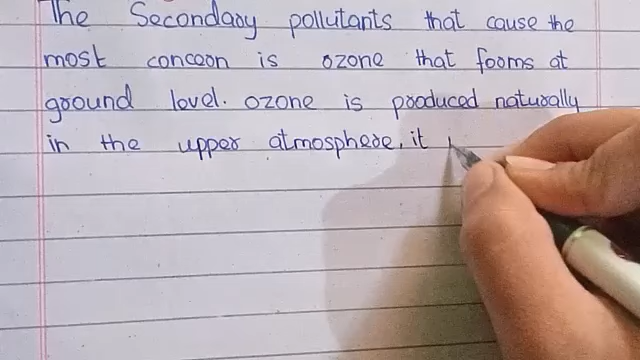 The Secondary pollutants that cause the
most concern is ozone that forms at
ground level. ozone is produced naturally
in the upper atmosphere, it